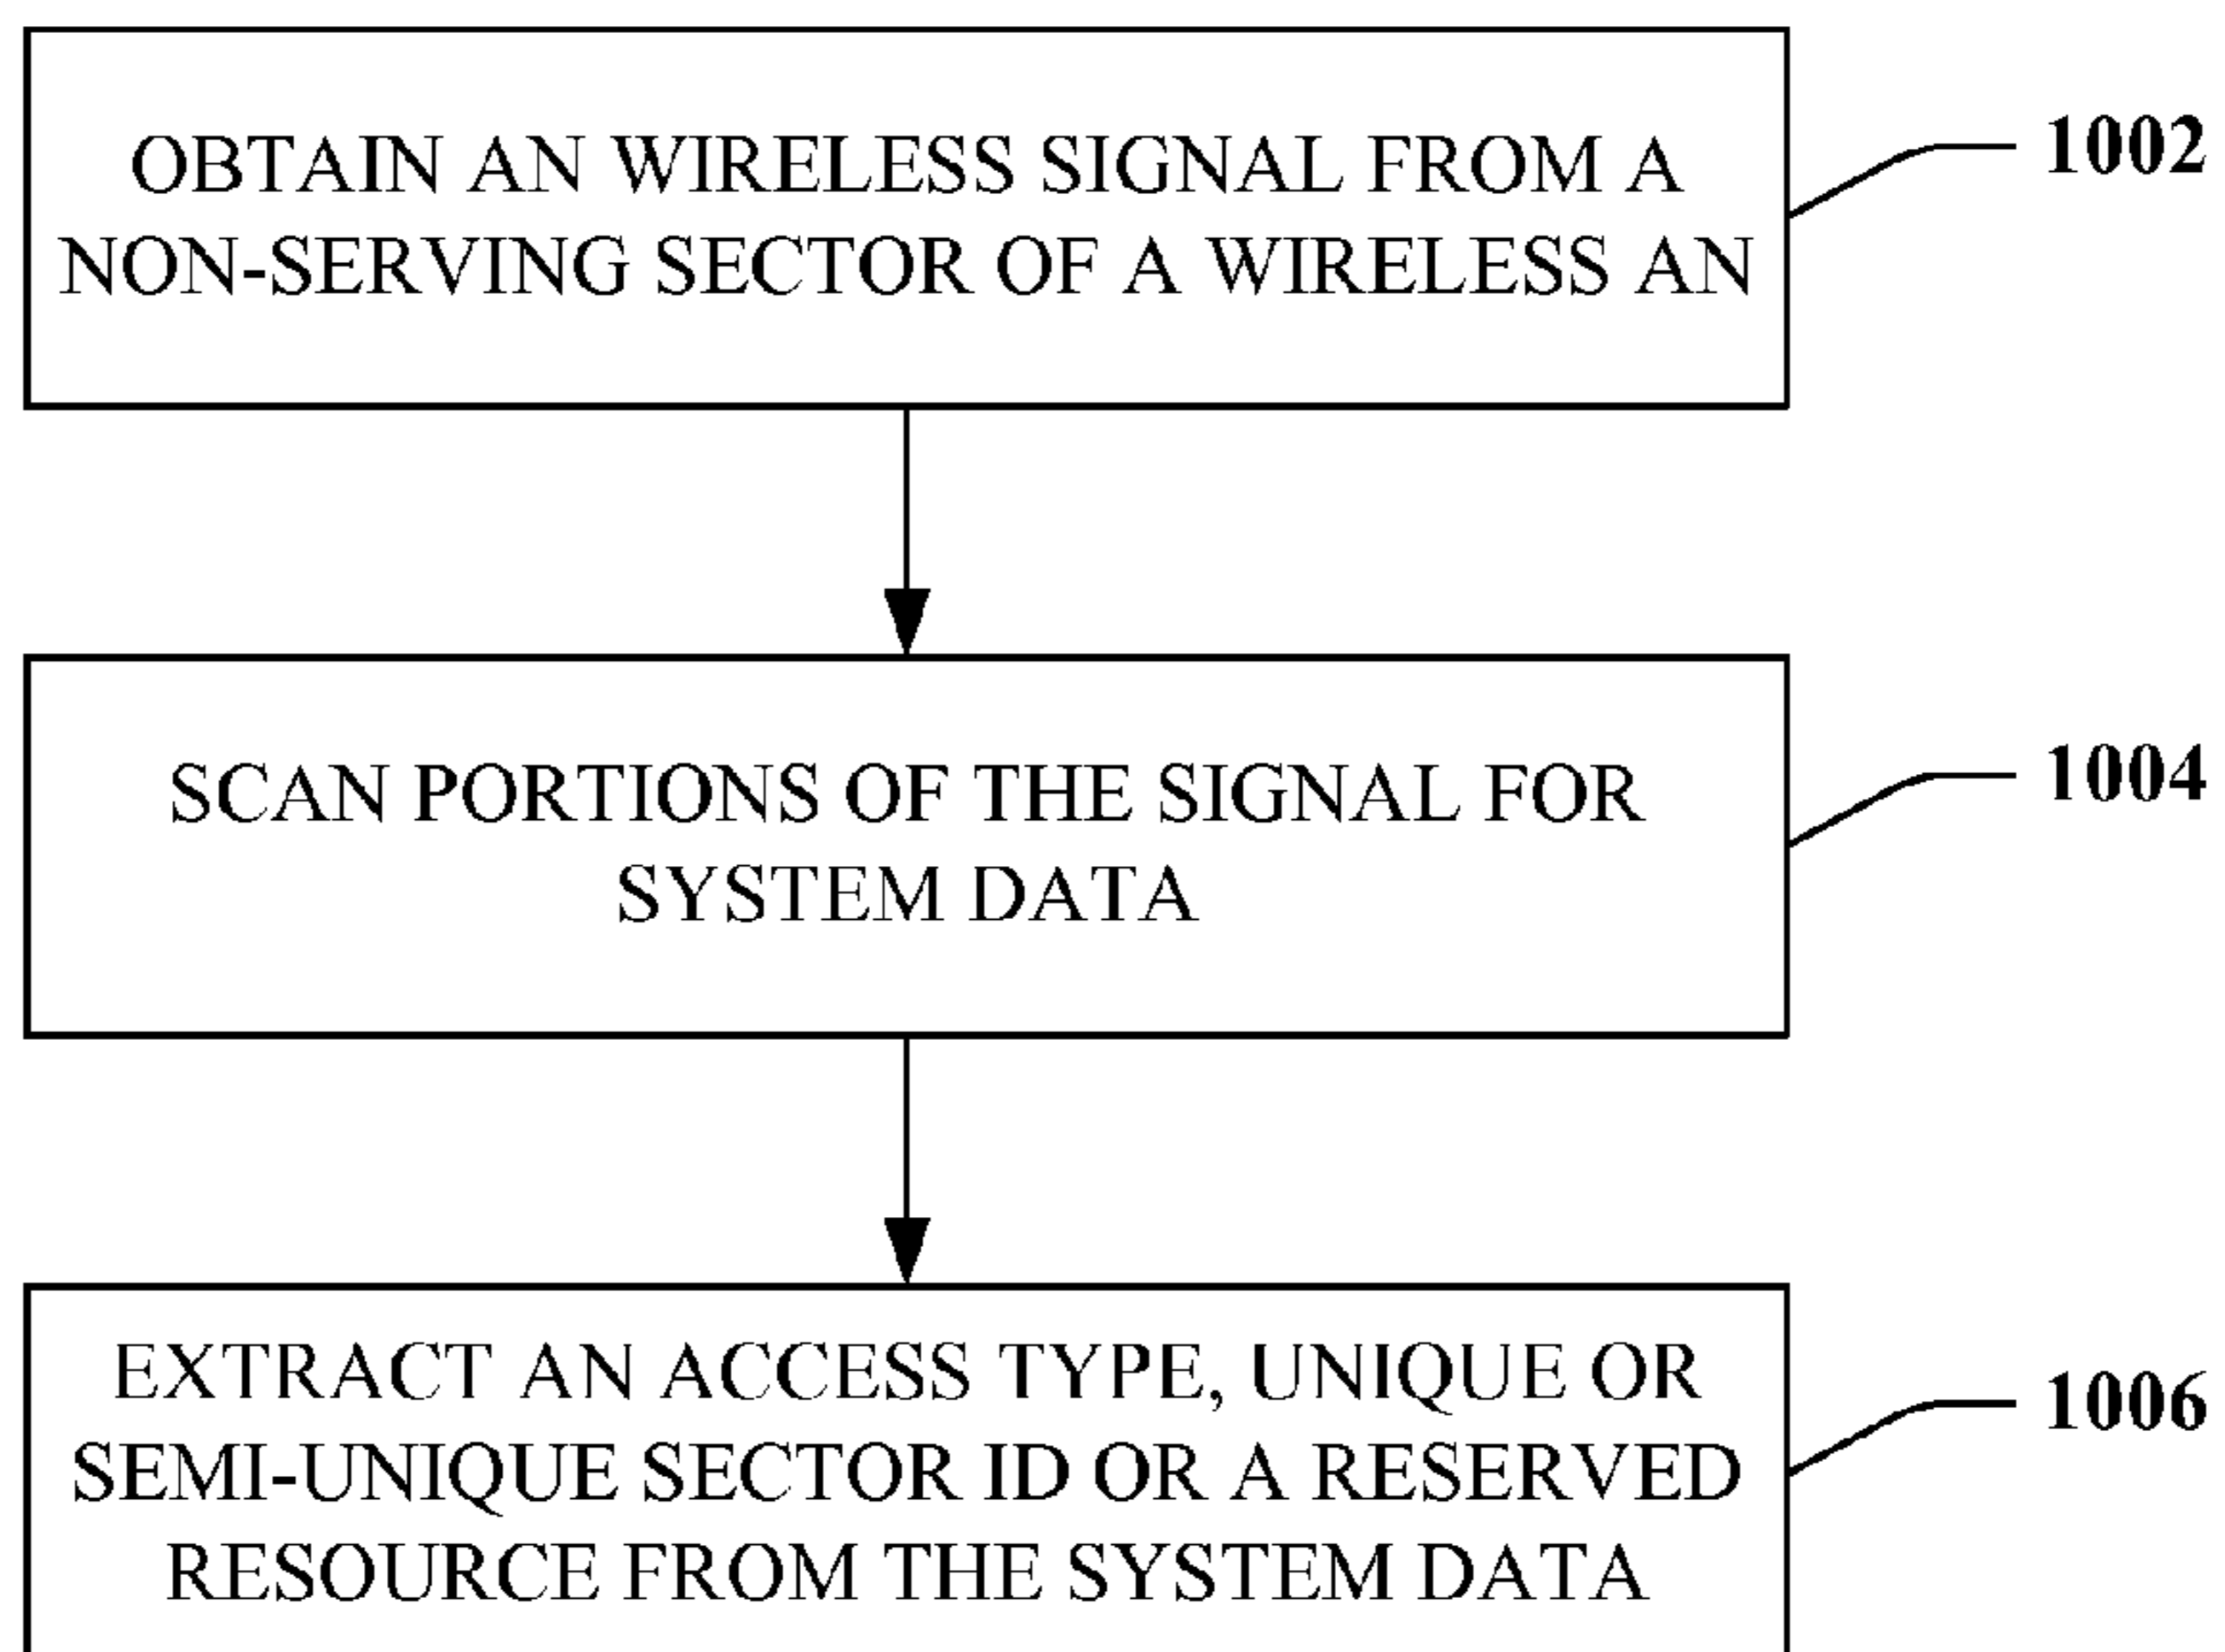 OBTAIN AN WIRELESS SIGNAL FROM A
NON-SERVING SECTOR OF A WIRELESS AN
1002
SCAN PORTIONS OF THE SIGNAL FOR
SYSTEM DATA
1004
EXTRACT AN ACCESS TYPE, UNIQUE OR
SEMI-UNIQUE SECTOR ID OR A RESERVED
RESOURCE FROM THE SYSTEM DATA
1006